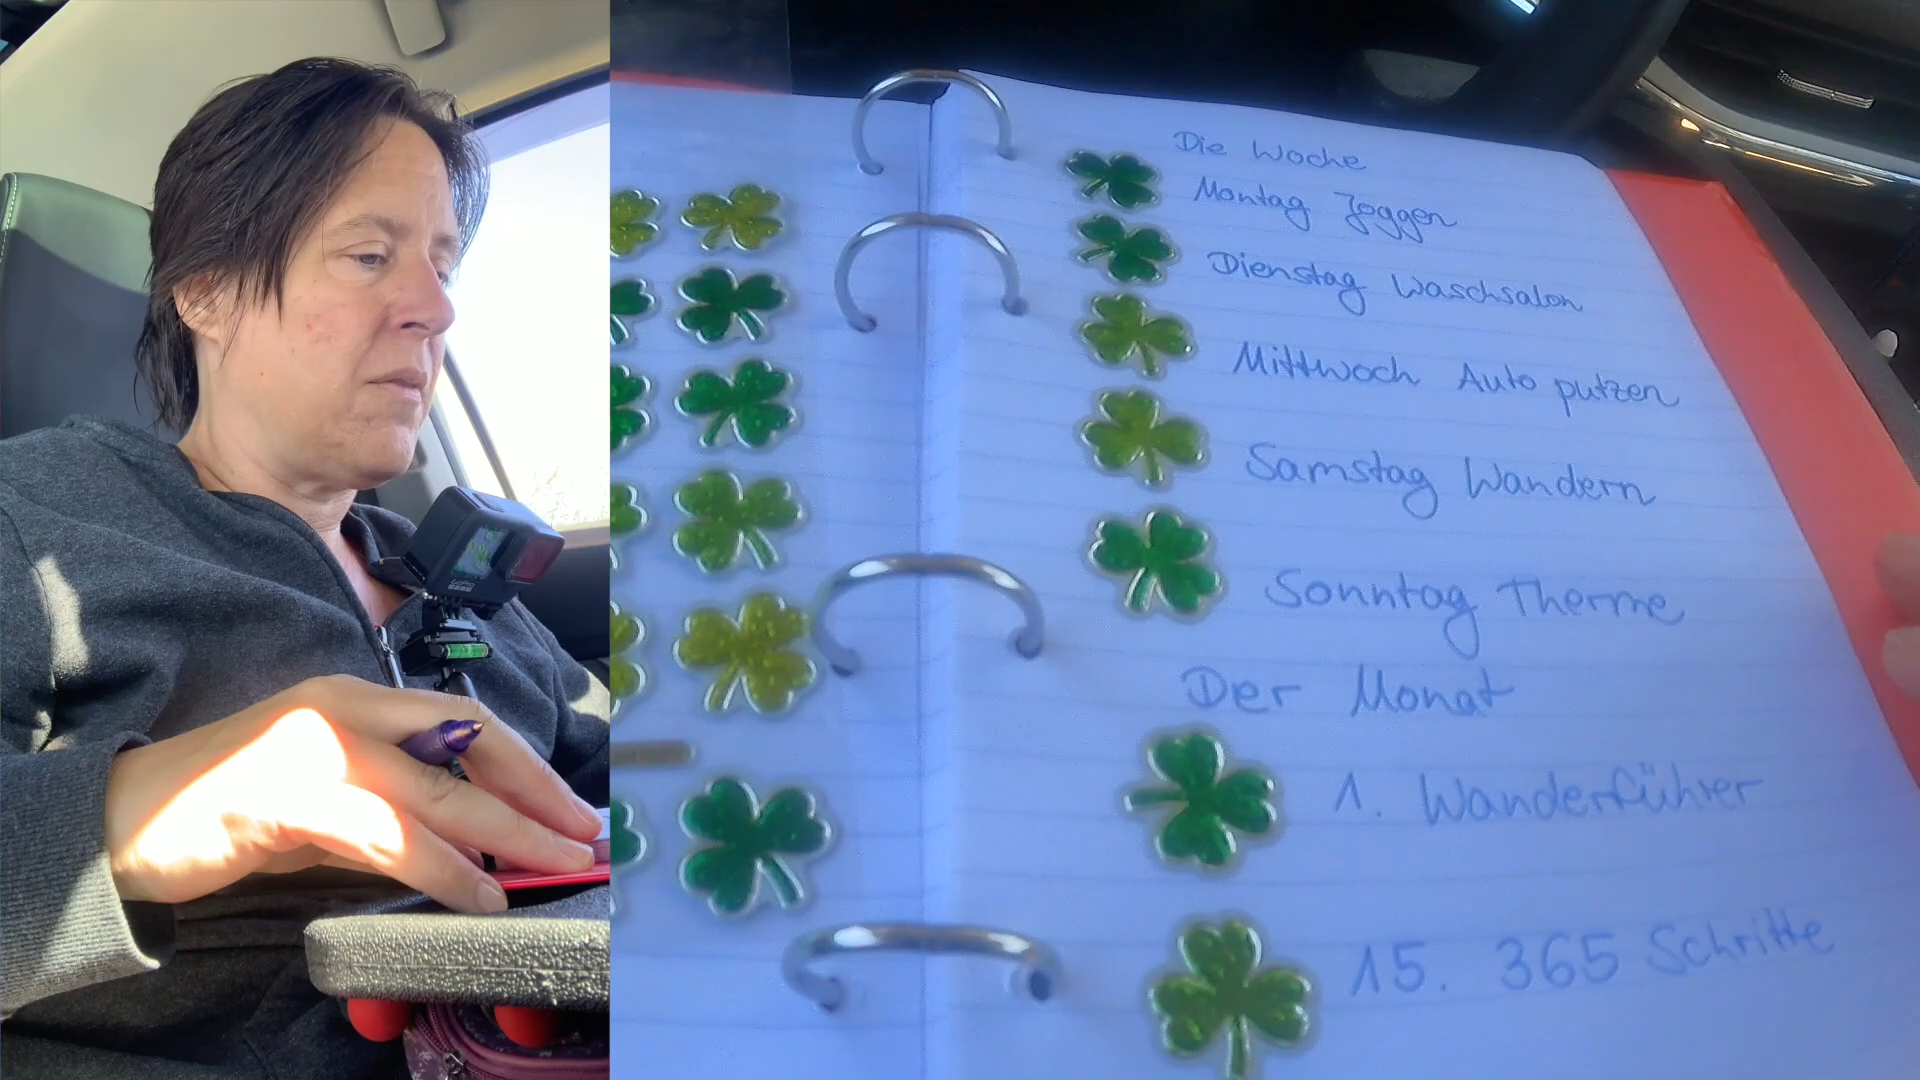 Die Woche
Montag Joggen
Dienstag Waschsalon
Mittwoch Auto putzen
Samstag Wandern
Sonntag Therme
Der Monat
1. Wanderführer
15. 365 Schritte
GoPro